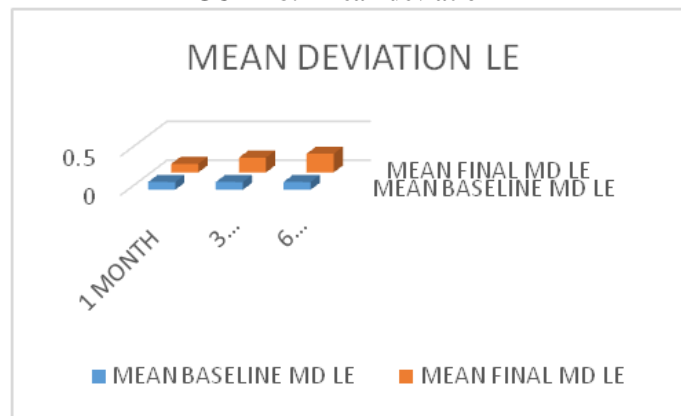 MEAN DEVIATION LE
0.5
0
MEAN FINAL MD LE
MEAN BASELINE MD LE
1 MONTH
3...
6...
MEAN BASELINE MD LE
MEAN FINAL MD LE